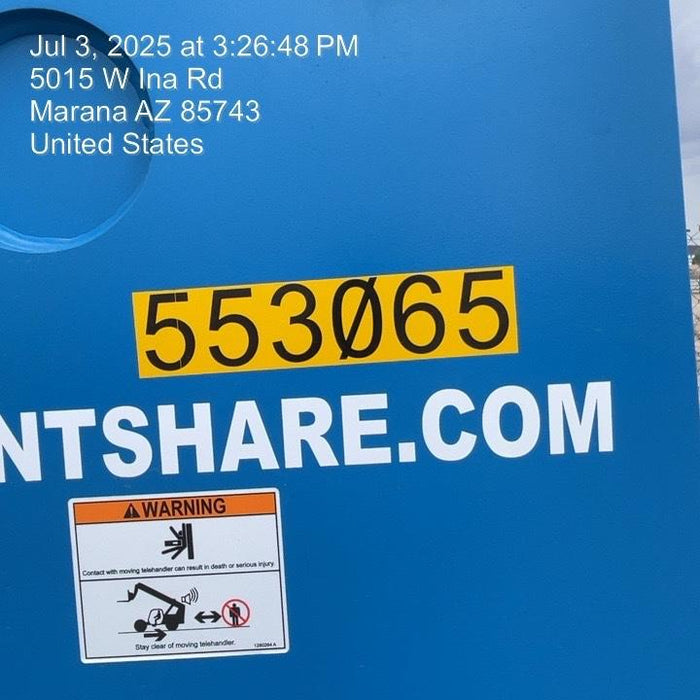 Jul 3, 2025 at 3:26:48 PM
5015 W Ina Rd
Marana AZ 85743
United States
553065
NTSHARE.COM
WARNING
Contact with moving telehandler can result in death or serious injury.
Stay clear of moving telehandler.